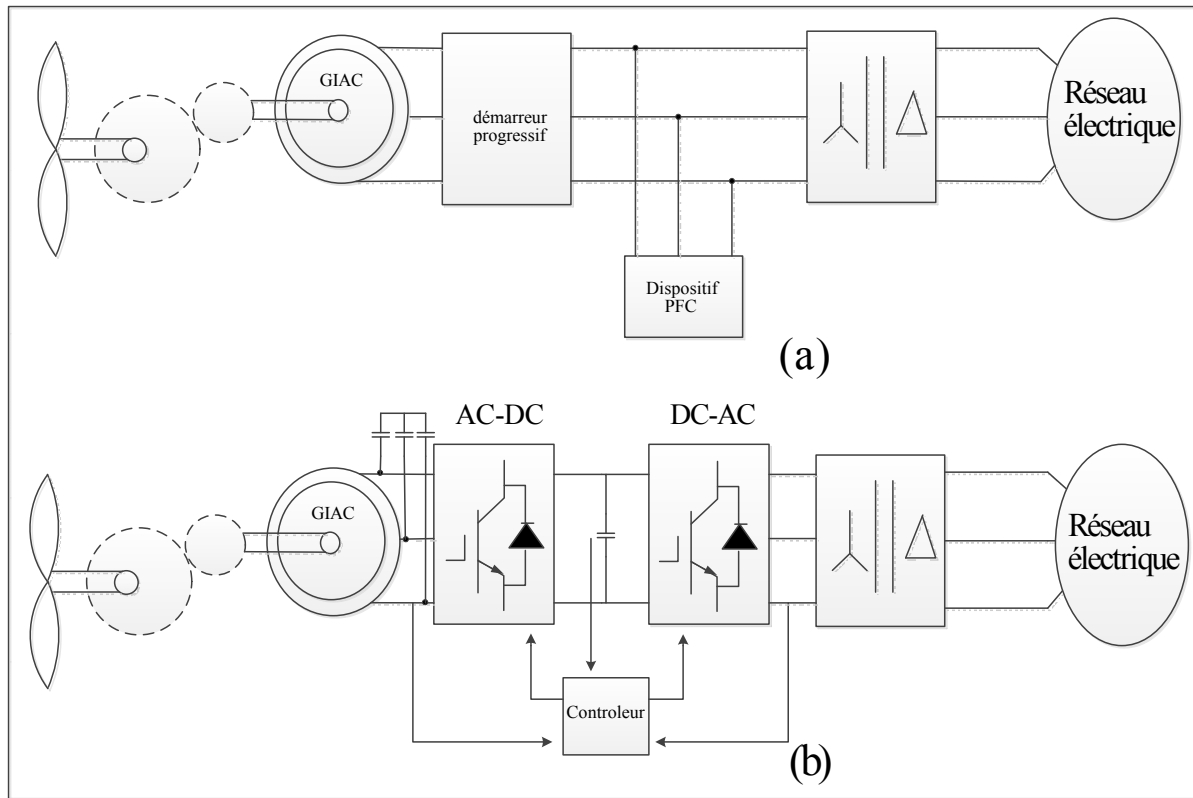 GIAC
démarreur
progressif
Réseau
électrique
Dispositif
PFC
(a)
AC-DC
DC-AC
GIAC
Réseau
électrique
Controleur
(b)